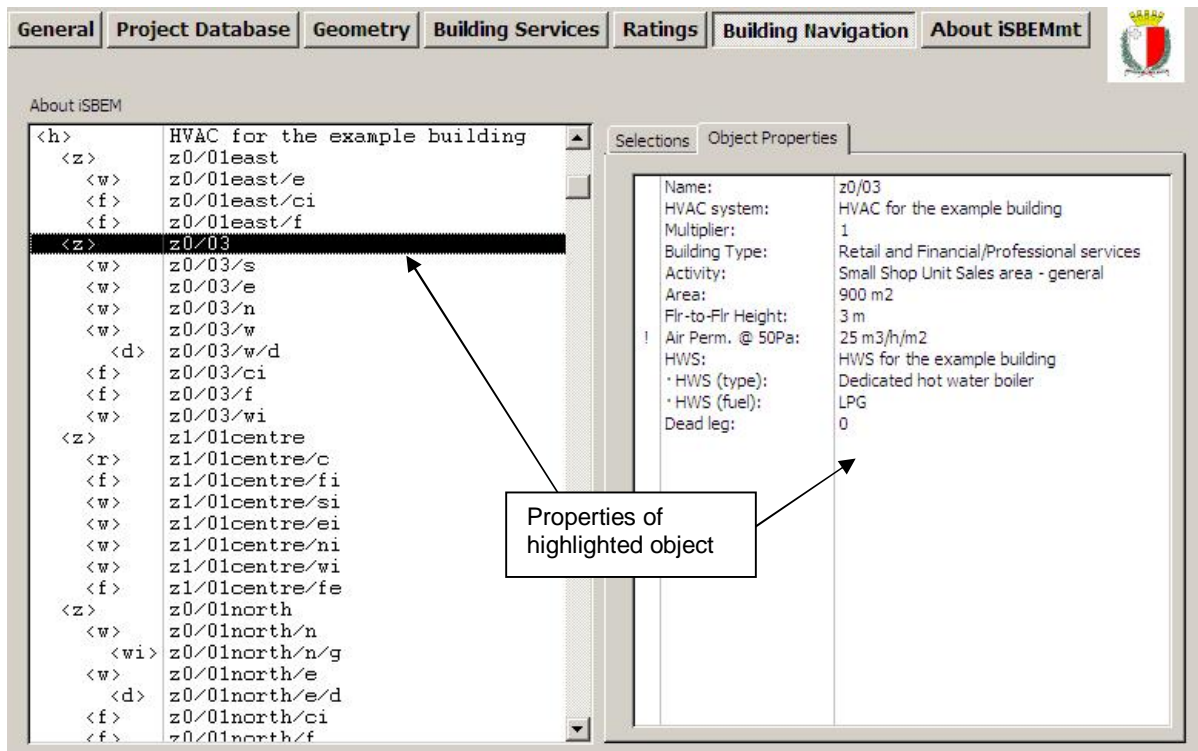 General Project Database Geometry Building Services Ratings Building Navigation About iSBEMmt
About iSBEM
<h> HVAC for the example building
<z> z0/01east
<w> z0/01east/e
<f> z0/01east/ci
<f> z0/01east/f
<z> z0/03
<w> z0/03/s
<w> z0/03/e
<w> z0/03/n
<w> z0/03/w
<d> z0/03/w/d
<f> z0/03/ci
<f> z0/03/f
<w> z0/03/wi
<z> z1/01centre
<r> z1/01centre/c
<f> z1/01centre/fi
<w> z1/01centre/si
<w> z1/01centre/ei
<w> z1/01centre/ni
<w> z1/01centre/wi
<f> z1/01centre/fe
<z> z0/01north
<w> z0/01north/n
<wi> z0/01north/n/g
<w> z0/01north/e
<d> z0/01north/e/d
<f> z0/01north/ci
<f> z0/01north/f
Selections Object Properties
Name: z0/03
HVAC system: HVAC for the example building
Multiplier: 1
Building Type: Retail and Financial/Professional services
Activity: Small Shop Unit Sales area - general
Area: 900 m2
Flr-to-Flr Height: 3 m
! Air Perm. @ 50Pa: 25 m3/h/m2
HWS: HWS for the example building
· HWS (type): Dedicated hot water boiler
· HWS (fuel): LPG
Dead leg: 0
Properties of
highlighted object